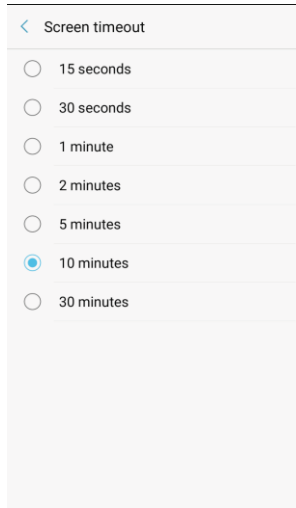 Screen timeout
15 seconds
30 seconds
1 minute
2 minutes
5 minutes
10 minutes
30 minutes